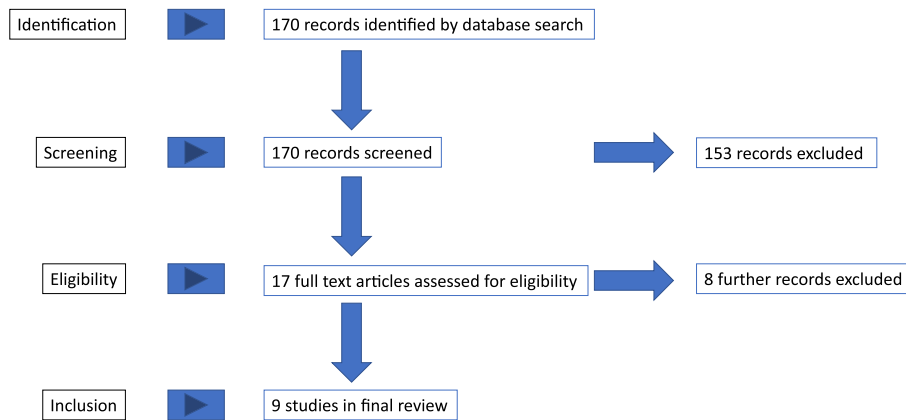 Identification
170 records identified by database search
Screening
170 records screened
153 records excluded
Eligibility
17 full text articles assessed for eligibility
8 further records excluded
Inclusion
9 studies in final review